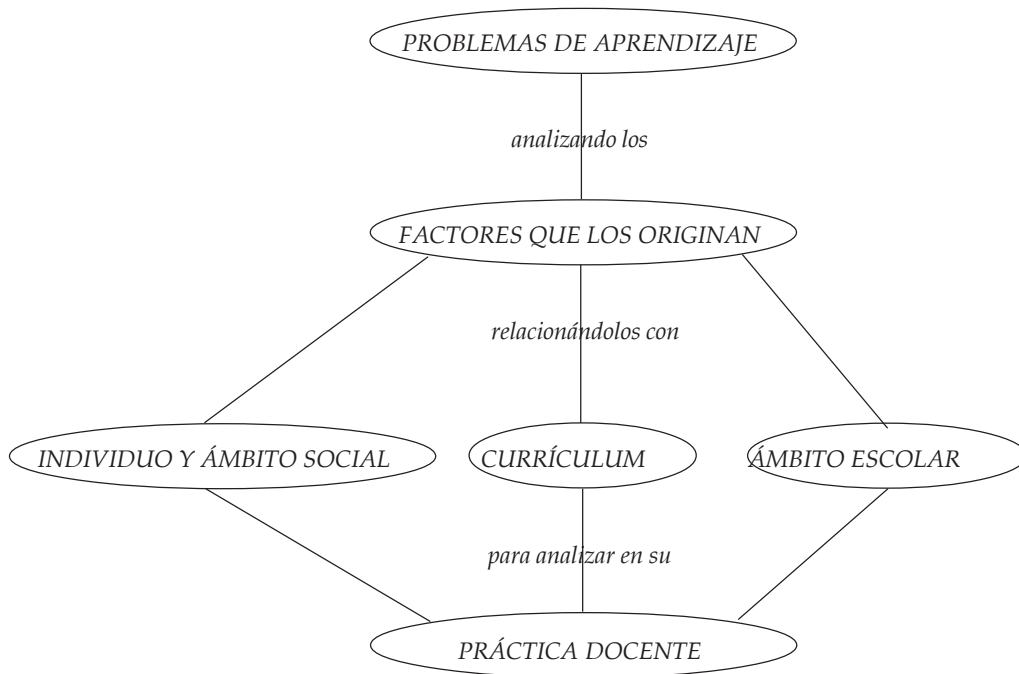 PROBLEMAS DE APRENDIZAJE
analizando los
FACTORES QUE LOS ORIGINAN
relacionándolos con
INDIVIDUO Y ÁMBITO SOCIAL
CURRÍCULUM
ÁMBITO ESCOLAR
para analizar en su
PRÁCTICA DOCENTE